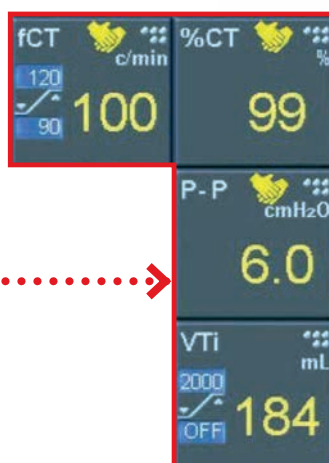 fCT
c/min
120
90
100
%CT
%
99
P-P
cmH₂O
6.0
VTi
mL
2000
OFF
184